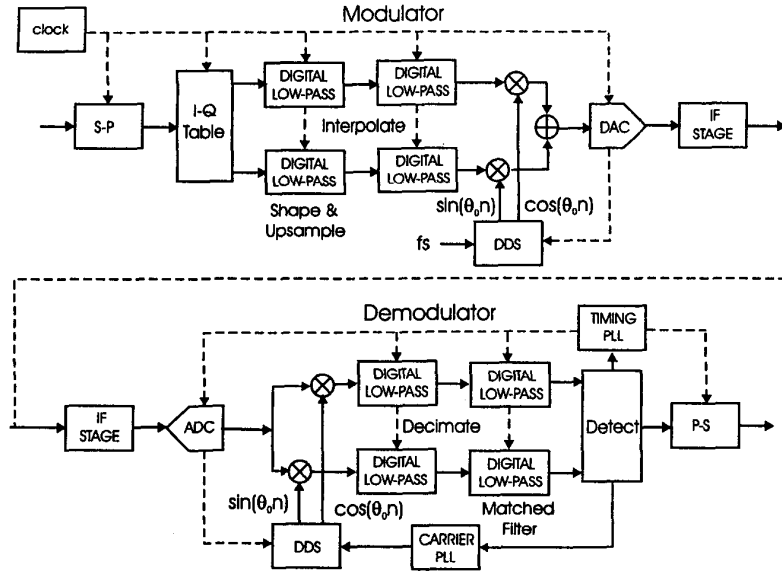 Modulator
clock
S-P
I-Q
Table
DIGITAL
LOW-PASS
DIGITAL
LOW-PASS
Interpolate
DIGITAL
LOW-PASS
DIGITAL
LOW-PASS
Shape &
Upsample
sin(θ₀n)
cos(θ₀n)
fs
DDS
DAC
IF
STAGE
Demodulator
TIMING
PLL
IF
STAGE
ADC
DIGITAL
LOW-PASS
DIGITAL
LOW-PASS
Decimate
DIGITAL
LOW-PASS
DIGITAL
LOW-PASS
Matched
Filter
Detect
P-S
sin(θ₀n)
cos(θ₀n)
DDS
CARRIER
PLL